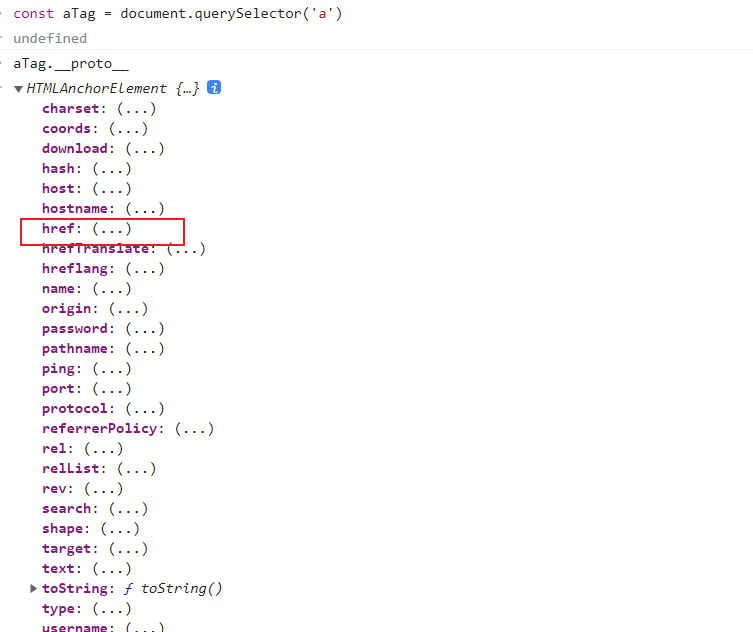 const aTag = document.querySelector('a')
undefined
aTag.__proto__
HTMLAnchorElement {…} i
charset: (...)
coords: (...)
download: (...)
hash: (...)
host: (...)
hostname: (...)
href: (...)
hrefTranslate: (...)
hreflang: (...)
name: (...)
origin: (...)
password: (...)
pathname: (...)
ping: (...)
port: (...)
protocol: (...)
referrerPolicy: (...)
rel: (...)
relList: (...)
rev: (...)
search: (...)
shape: (...)
target: (...)
text: (...)
toString: ƒ toString()
type: (...)
username: (...)